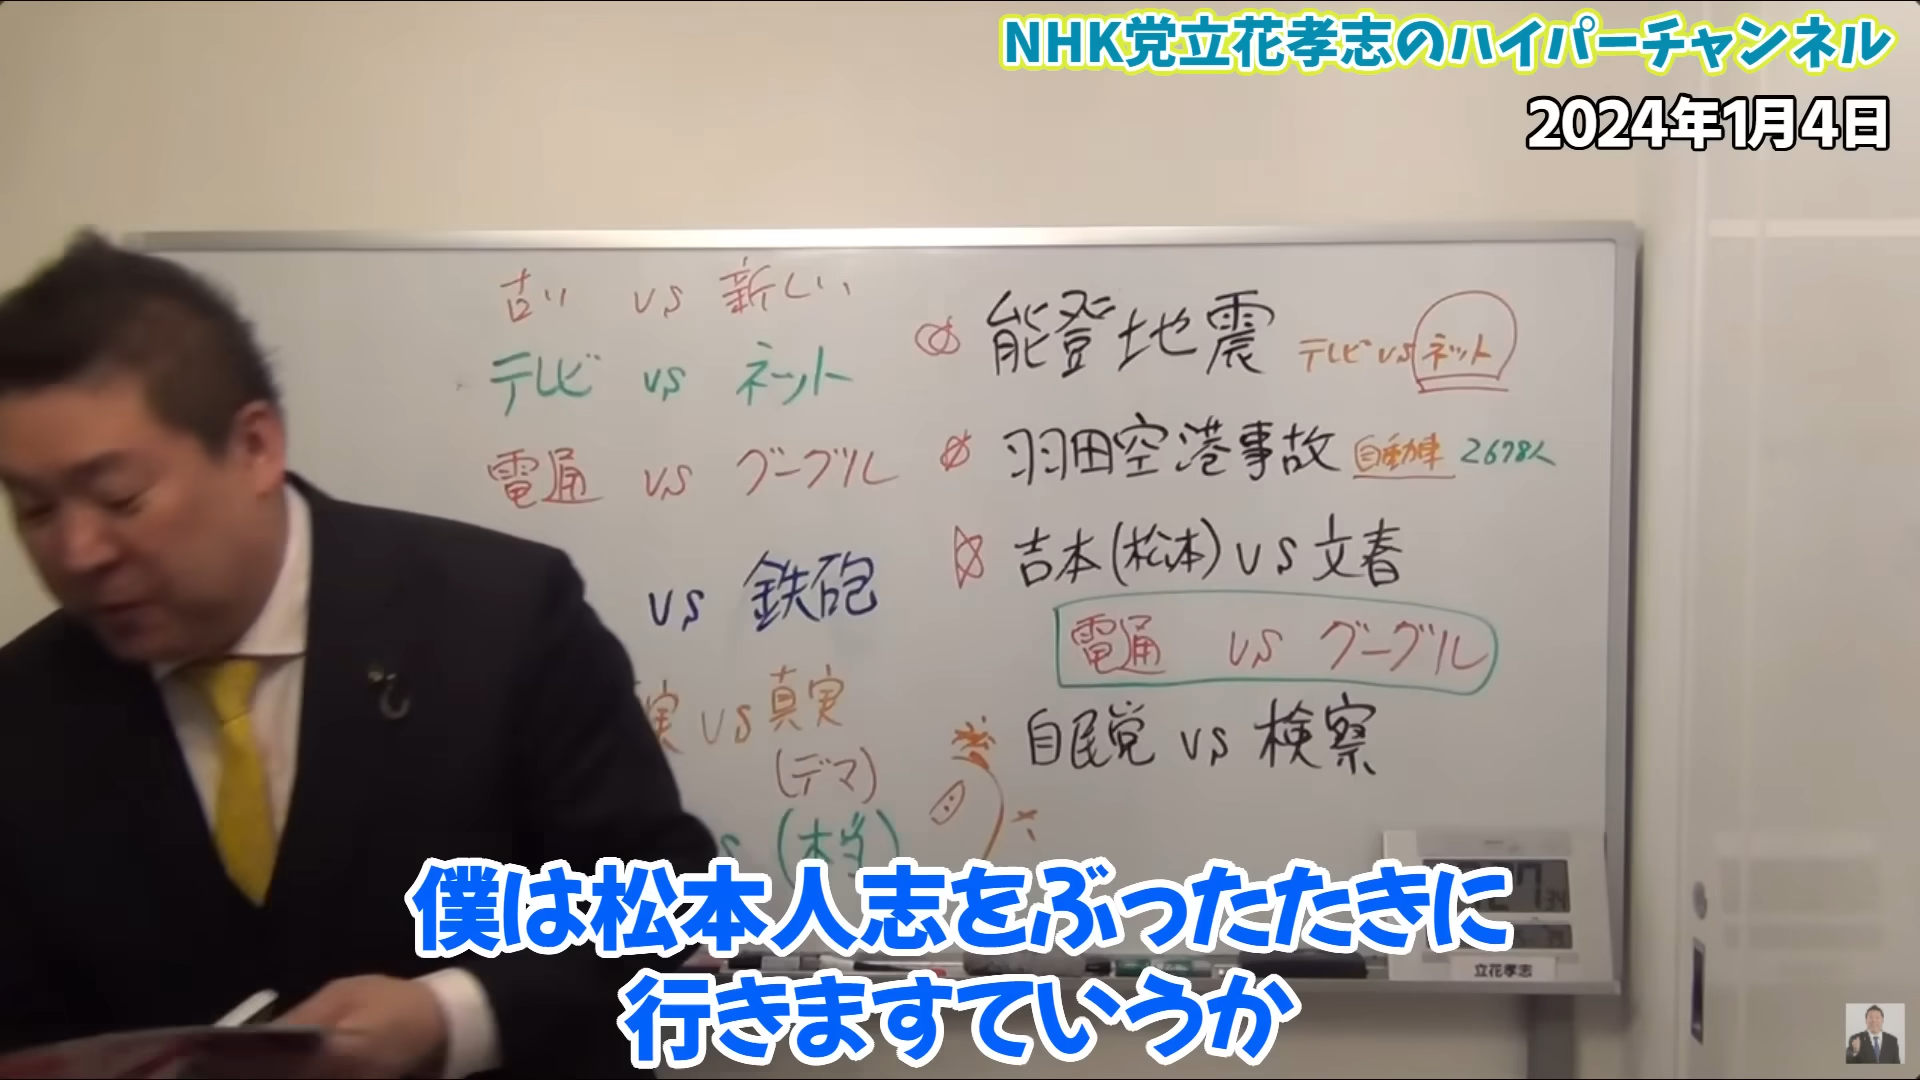 NHK党立花孝志のハイパーチャンネル
2024年1月4日
古い vs 新しい
テレビ vs ネット
電通 vs グーグル
vs 鉄砲
実 vs 真実
(デマ)
s (本当)
能登地震 テレビ vs ネット
羽田空港事故 自動車 2678人
吉本(松本) vs 文春
電通 vs グーグル
自民党 vs 検察
立花孝志
僕は松本人志をぶったたきに
行きますていうか